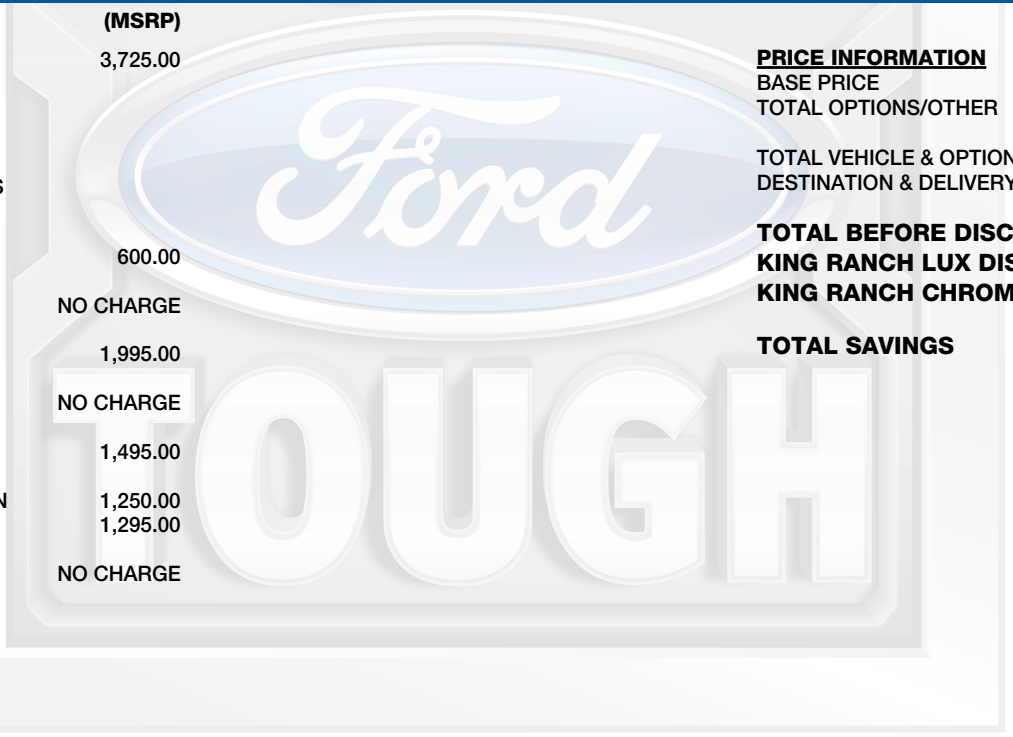 (MSRP)
3,725.00
S
600.00
NO CHARGE
1,995.00
NO CHARGE
1,495.00
N 1,250.00
1,295.00
NO CHARGE
PRICE INFORMATION
BASE PRICE
TOTAL OPTIONS/OTHER
TOTAL VEHICLE & OPTION
DESTINATION & DELIVERY
TOTAL BEFORE DISC
KING RANCH LUX DIS
KING RANCH CHROM
TOTAL SAVINGS
Ford
TOUGH